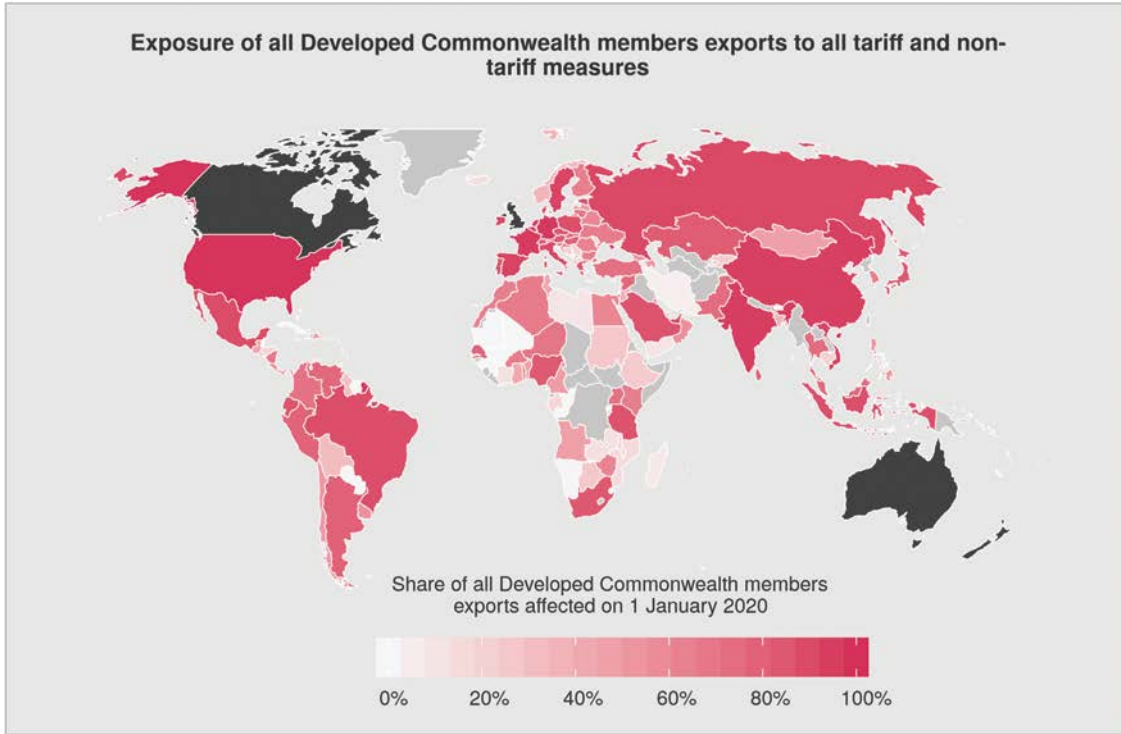 Exposure of all Developed Commonwealth members exports to all tariff and non-
tariff measures
Share of all Developed Commonwealth members
exports affected on 1 January 2020
0% 20% 40% 60% 80% 100%